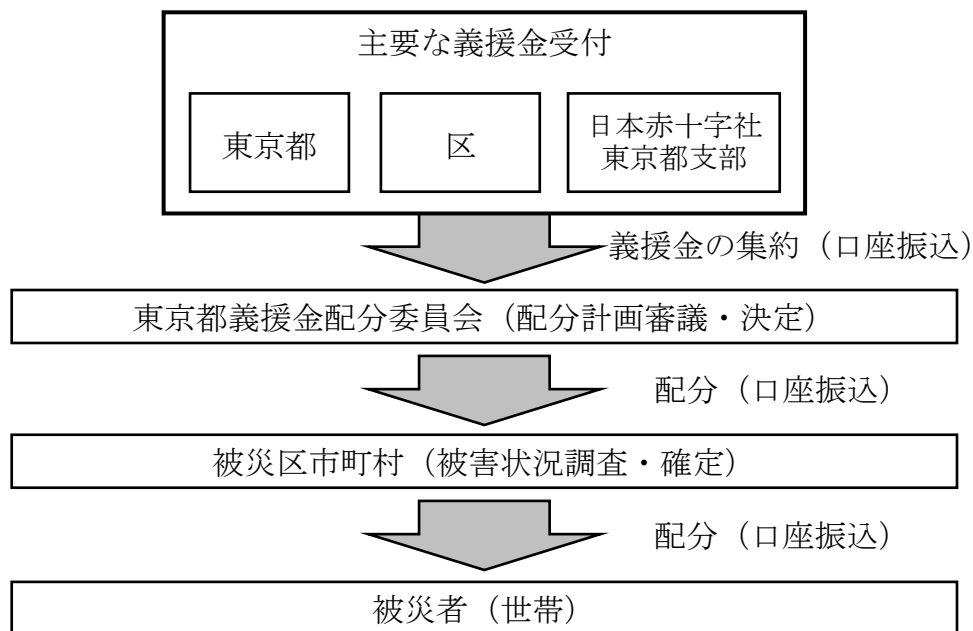 主要な義援金受付
東京都
区
日本赤十字社
東京都支部
義援金の集約（口座振込）
東京都義援金配分委員会（配分計画審議・決定）
配分（口座振込）
被災区市町村（被害状況調査・確定）
配分（口座振込）
被災者（世帯）